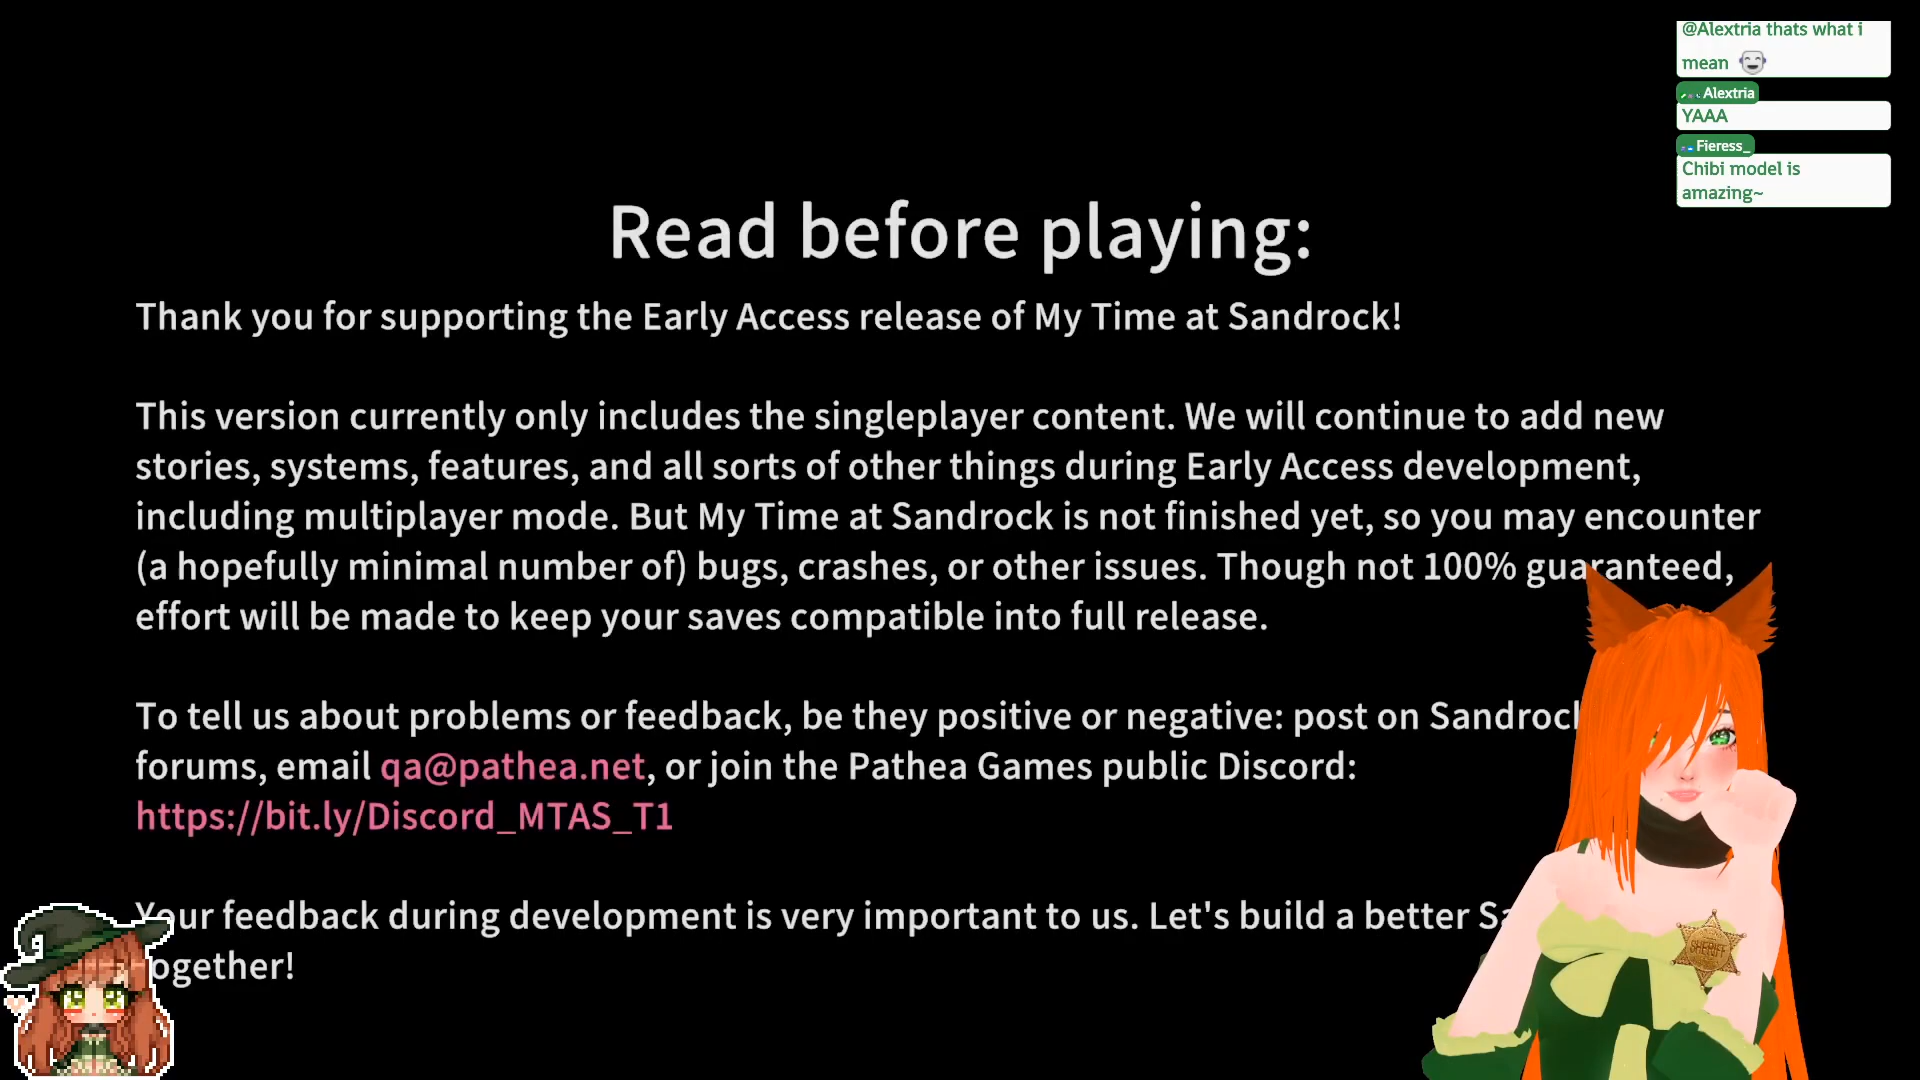 @Alextria thats what i
mean
Alextria
YAAA
Fieress_
Chibi model is
amazing~
Read before playing:
Thank you for supporting the Early Access release of My Time at Sandrock!
This version currently only includes the singleplayer content. We will continue to add new
stories, systems, features, and all sorts of other things during Early Access development,
including multiplayer mode. But My Time at Sandrock is not finished yet, so you may encounter
(a hopefully minimal number of) bugs, crashes, or other issues. Though not 100% guaranteed,
effort will be made to keep your saves compatible into full release.
To tell us about problems or feedback, be they positive or negative: post on Sandrock
forums, email qa@pathea.net, or join the Pathea Games public Discord:
https://bit.ly/Discord_MTAS_T1
Your feedback during development is very important to us. Let's build a better
together!
SHERIFF